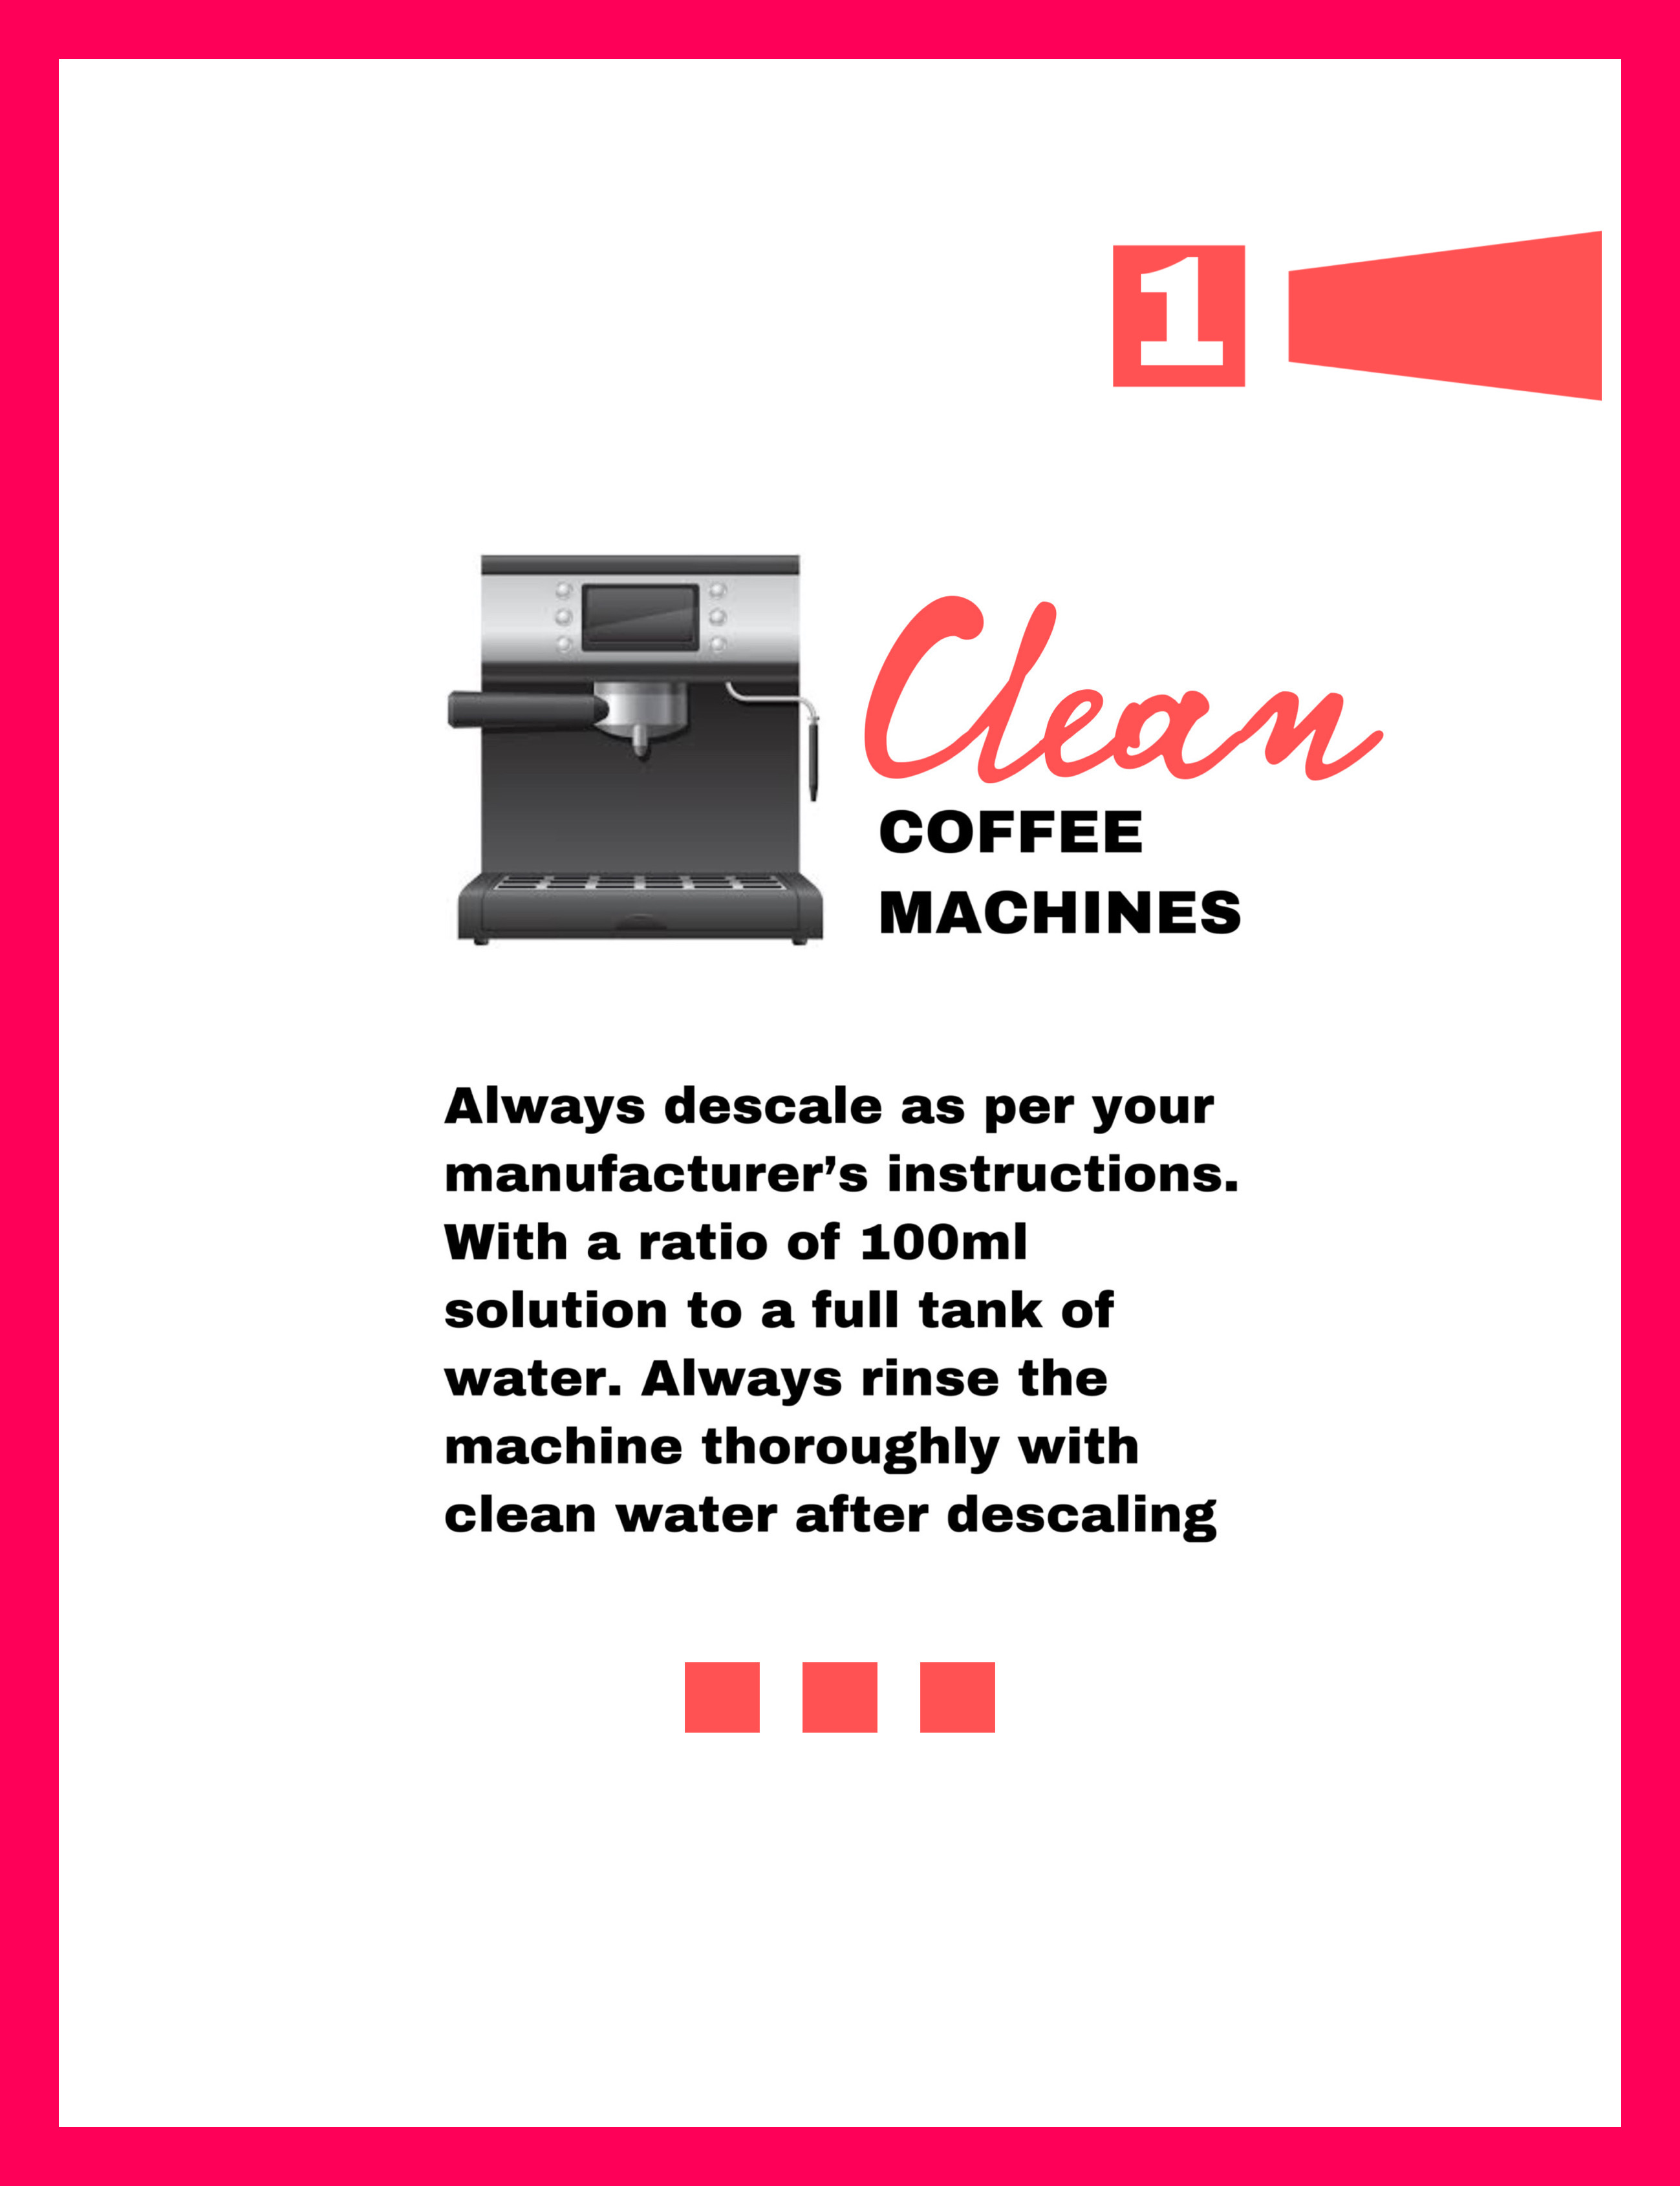 1
Clean
COFFEE
MACHINES
Always descale as per your
manufacturer’s instructions.
With a ratio of 100ml
solution to a full tank of
water. Always rinse the
machine thoroughly with
clean water after descaling